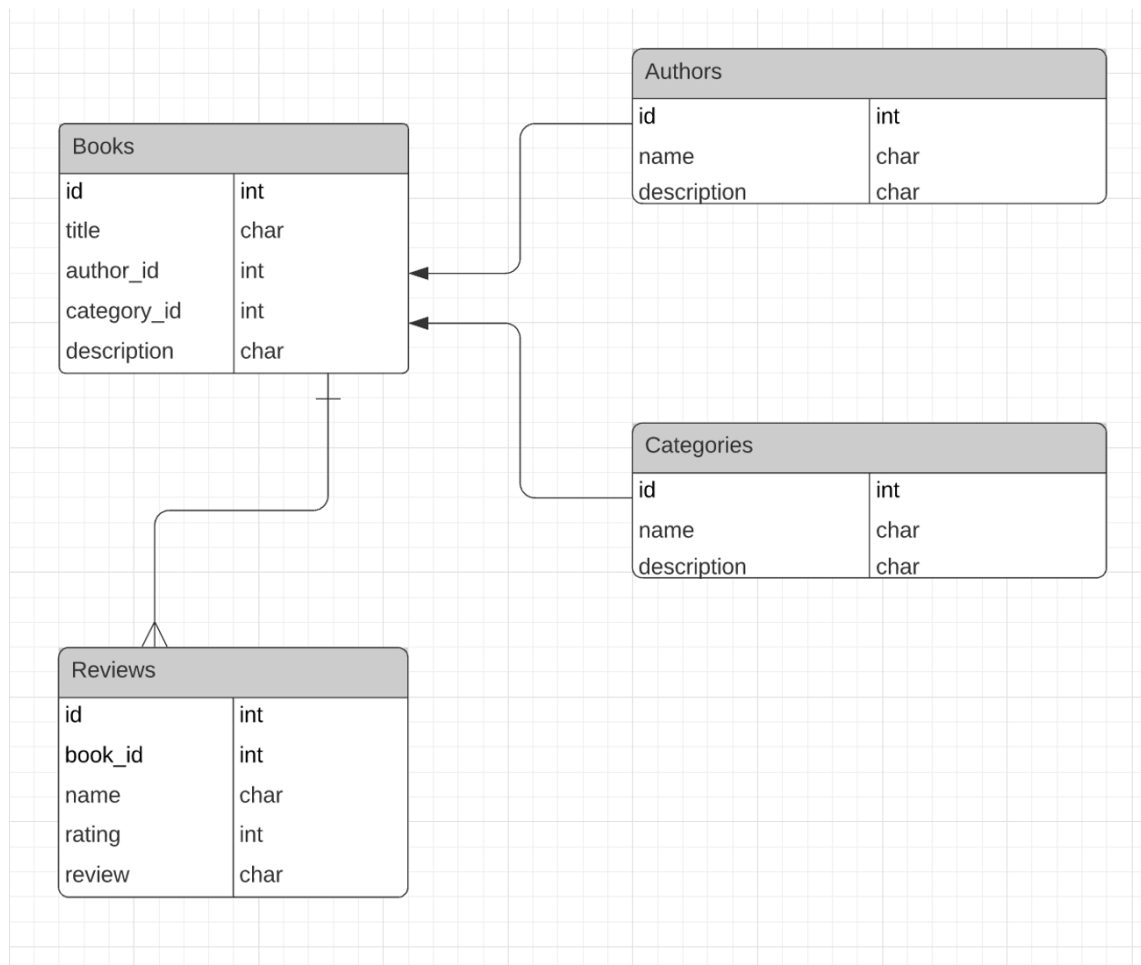 Authors
id int
name char
description char
Books
id int
title char
author_id int
category_id int
description char
Categories
id int
name char
description char
Reviews
id int
book_id int
name char
rating int
review char